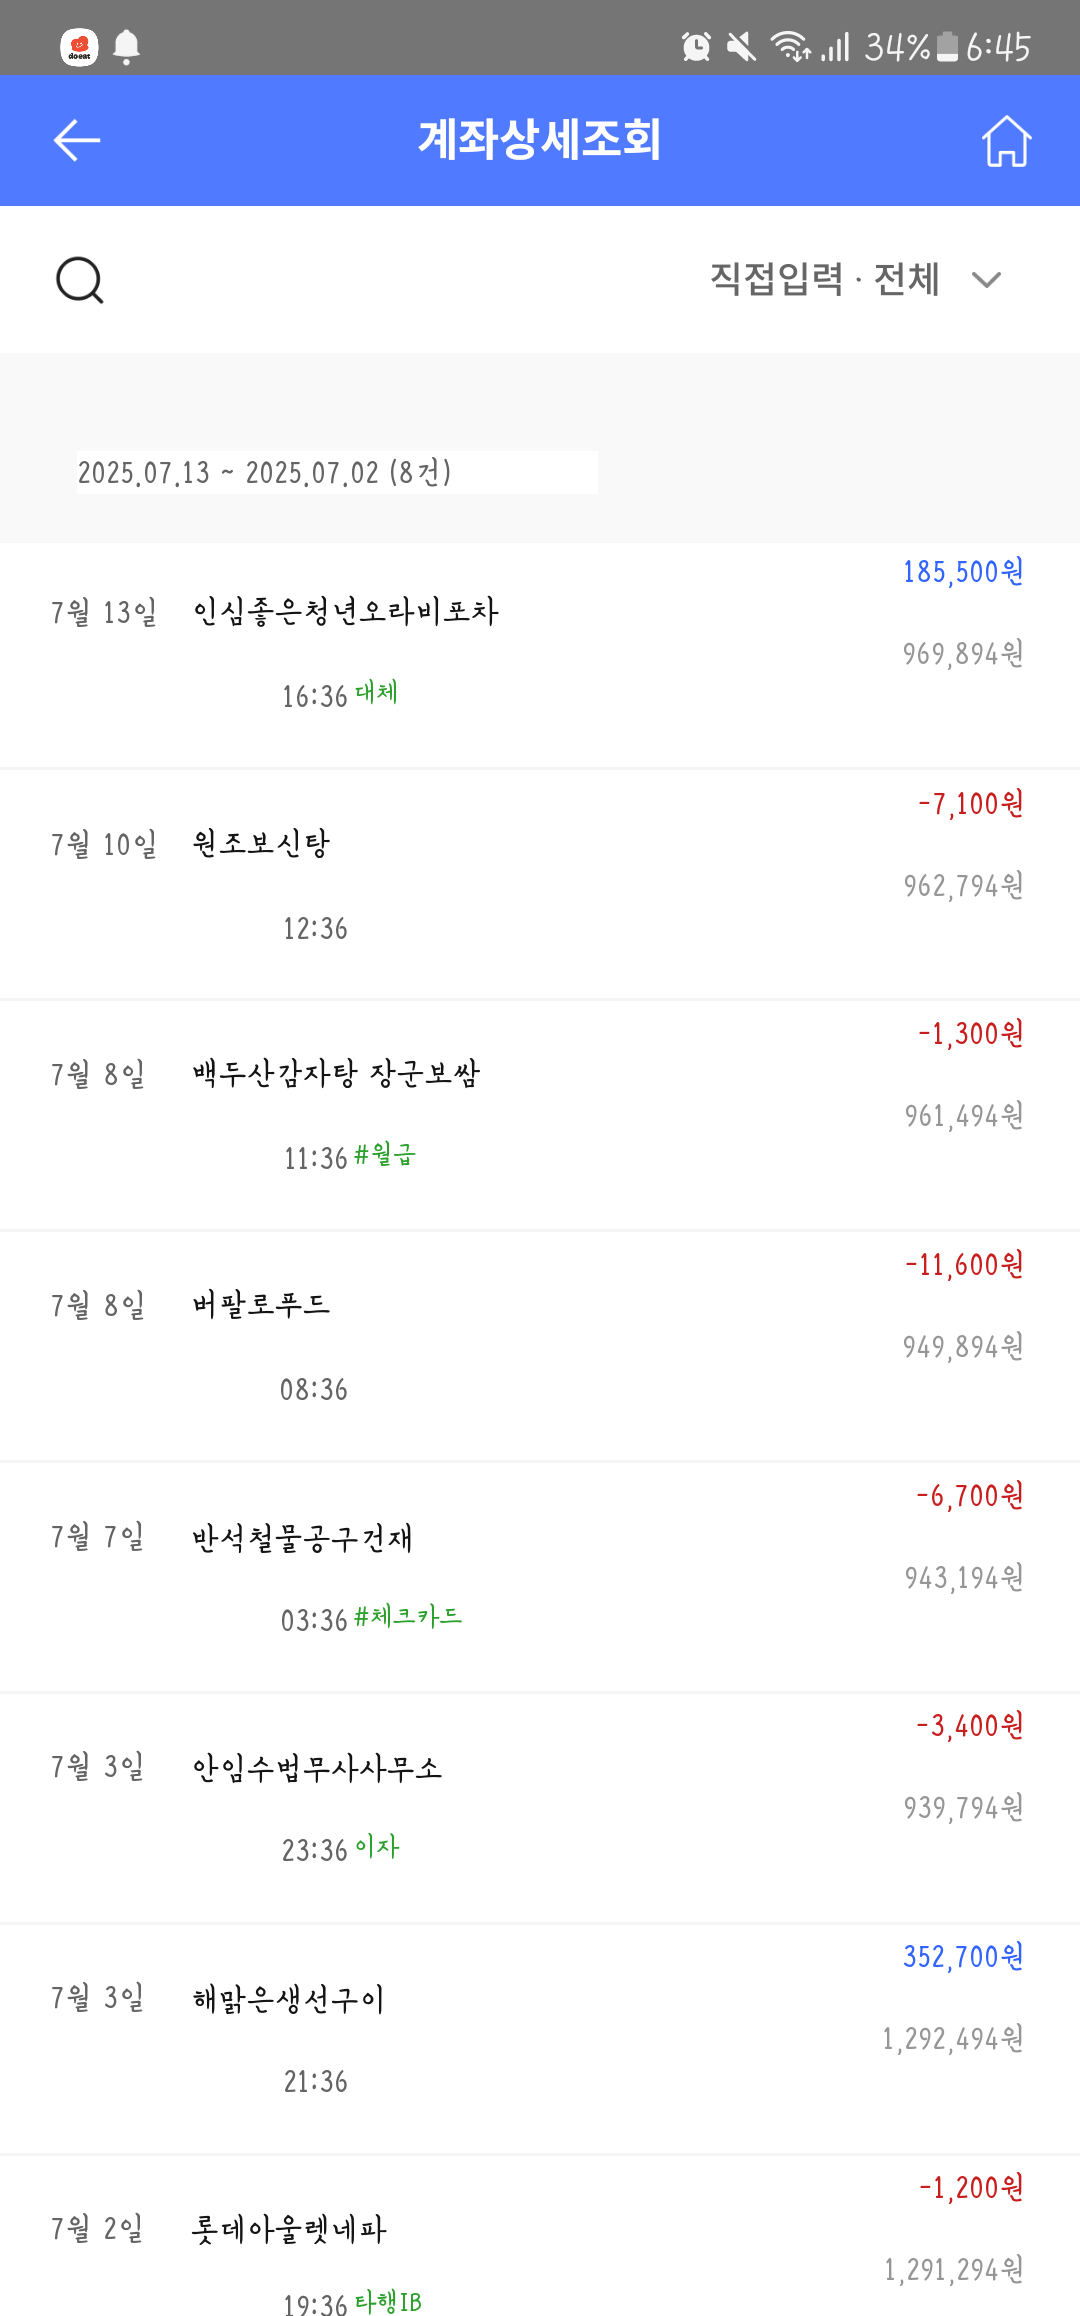 doeat
34% 6:45
계좌상세조회
직접입력 · 전체
2025.07.13 ~ 2025.07.02 (8건)
185,500원
7월 13일 인심좋은청년오라비포차
969,894원
16:36 대체
-7,100원
7월 10일 원조보신탕
962,794원
12:36
-1,300원
7월 8일 백두산감자탕 장군보쌈
961,494원
11:36 #월급
-11,600원
7월 8일 버팔로푸드
949,894원
08:36
-6,700원
7월 7일 반석철물공구건재
943,194원
03:36 #체크카드
-3,400원
7월 3일 안임수법무사사무소
939,794원
23:36 이자
352,700원
7월 3일 해맑은생선구이
1,292,494원
21:36
-1,200원
7월 2일 롯데아울렛네파
1,291,294원
19:36 타행IB